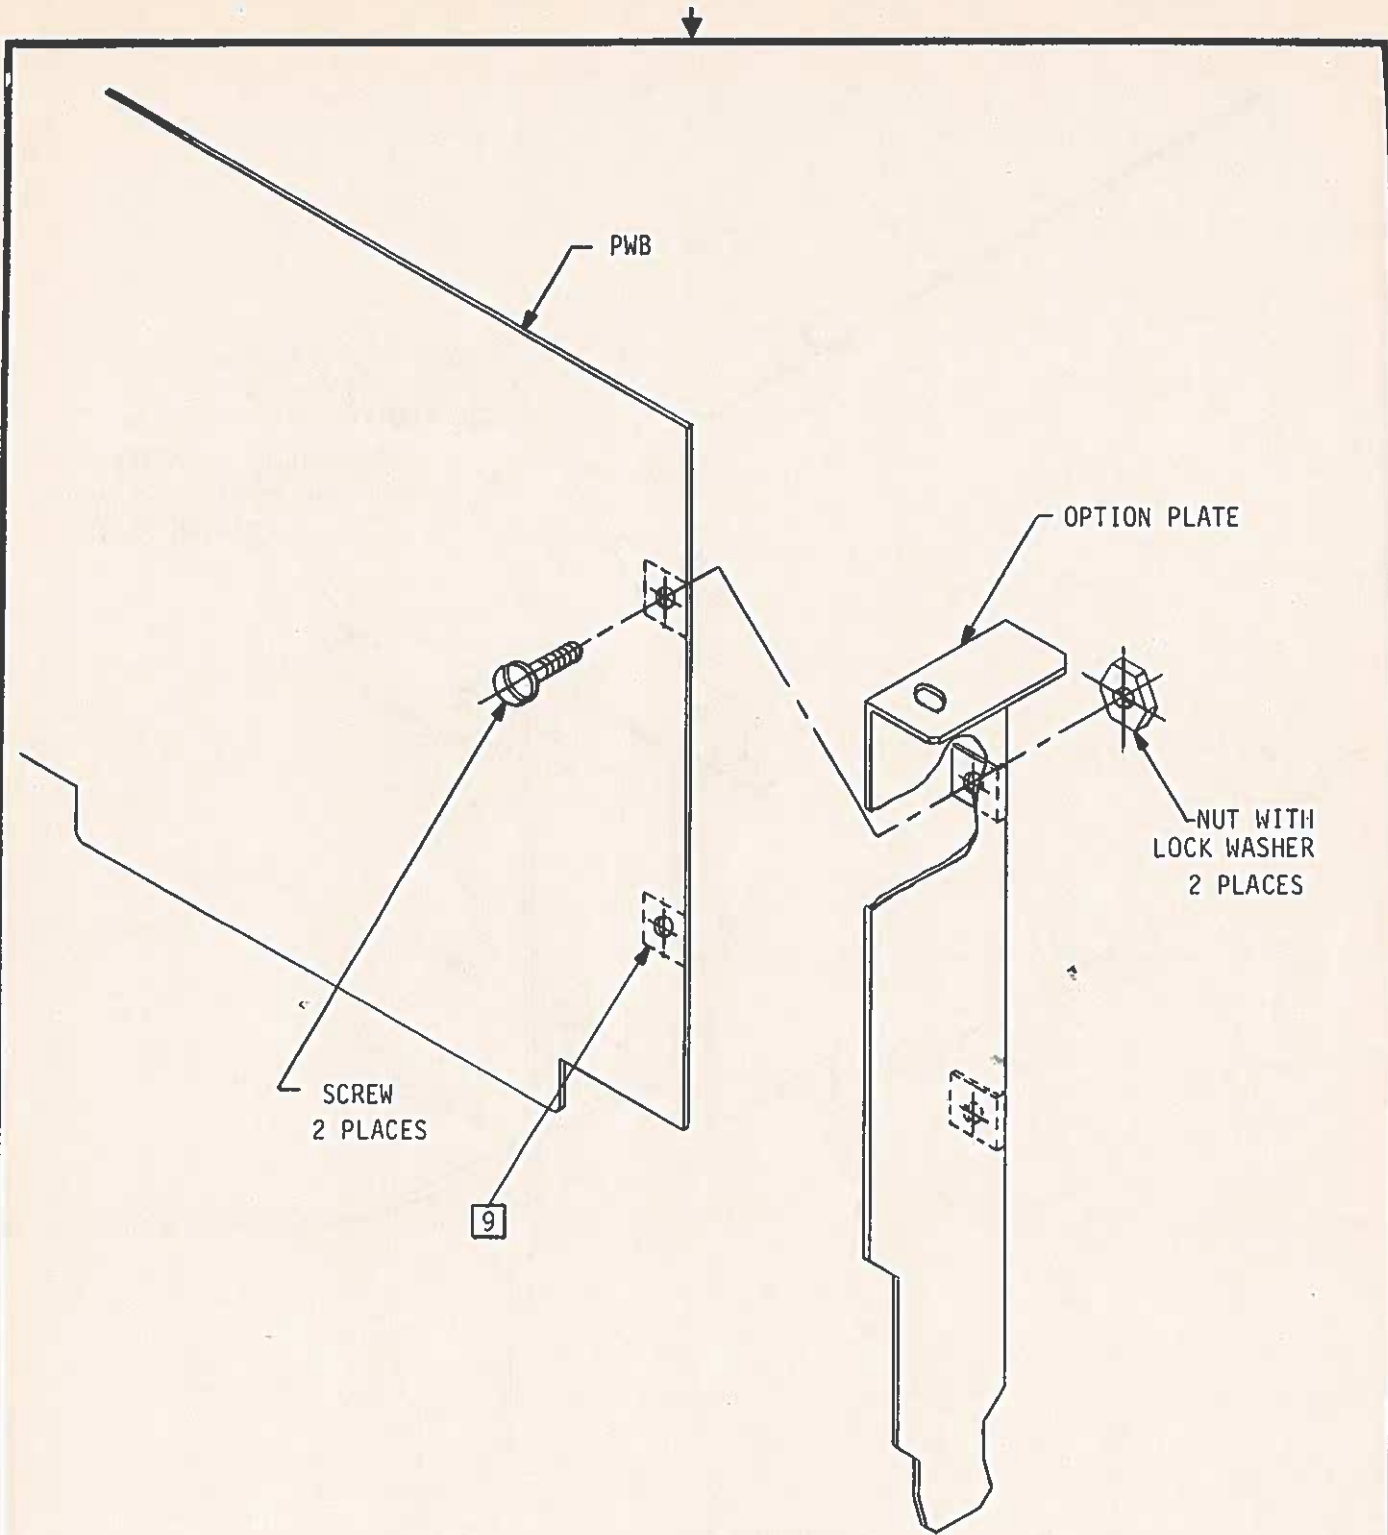 PWB
OPTION PLATE
NUT WITH
LOCK WASHER
2 PLACES
SCREW
2 PLACES
9